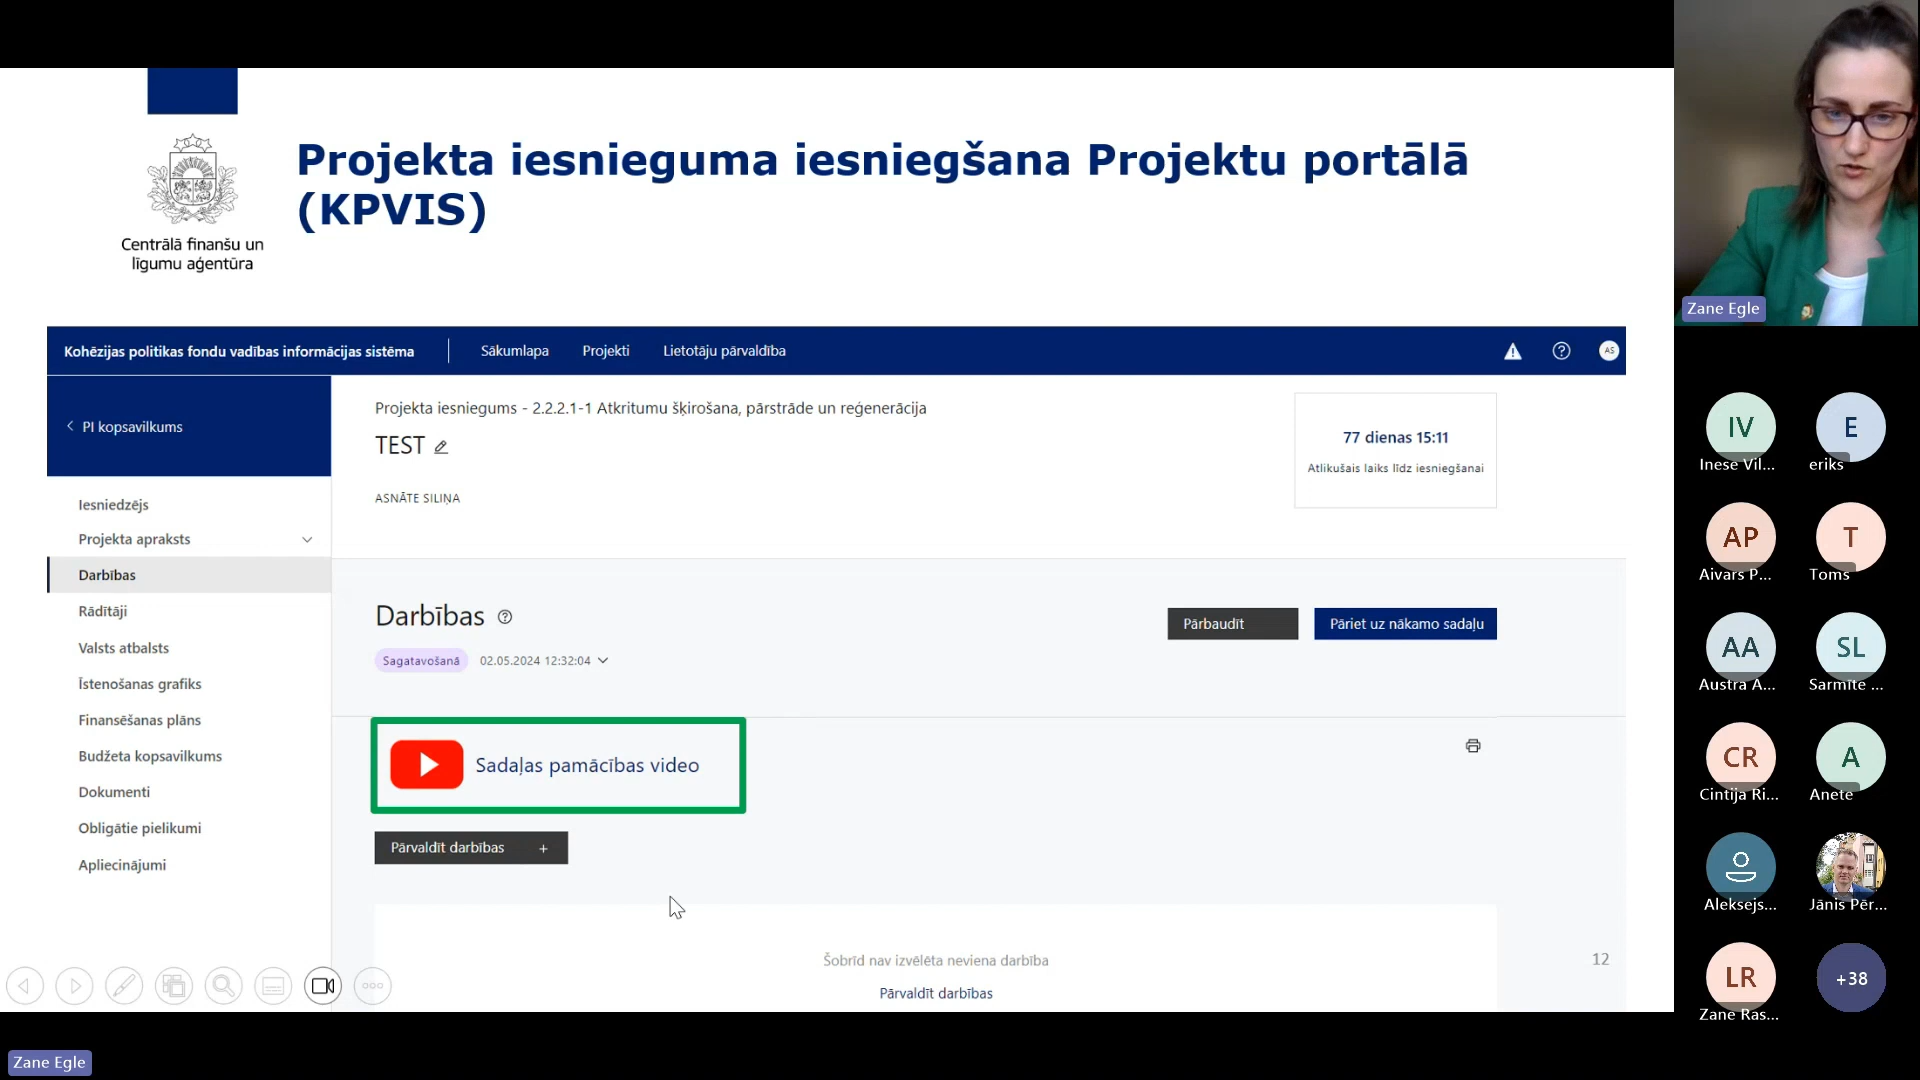 Projekta iesnieguma iesniegšana Projektu portālā
(KPVIS)
Centrālā finanšu un
līgumu aģentūra
Kohēzijas politikas fondu vadības informācijas sistēma
Sākumlapa
Projekti
Lietotāju pārvaldība
AS
PI kopsavilkums
Iesniedzējs
Projekta apraksts
Darbības
Rādītāji
Valsts atbalsts
Īstenošanas grafiks
Finansēšanas plāns
Budžeta kopsavilkums
Dokumenti
Obligātie pielikumi
Apliecinājumi
Projekta iesniegums - 2.2.2.1-1 Atkritumu šķirošana, pārstrāde un reģenerācija
TEST
ASNĀTE SILIŅA
77 dienas 15:11
Atlikušais laiks līdz iesniegšanai
Darbības
Sagatavošanā 02.05.2024 12:32:04
Pārbaudīt
Pāriet uz nākamo sadaļu
Sadaļas pamācības video
Pārvaldīt darbības +
Šobrīd nav izvēlēta neviena darbība
Pārvaldīt darbības
12
Zane Egle
Zane Egle
IV
Inese Vil...
E
eriks
AP
Aivars P...
T
Toms
AA
Austra A...
SL
Sarmīte ...
CR
Cintija Ri...
A
Anete
Aleksejs...
Jānis Pēr...
LR
Zane Ras...
+38